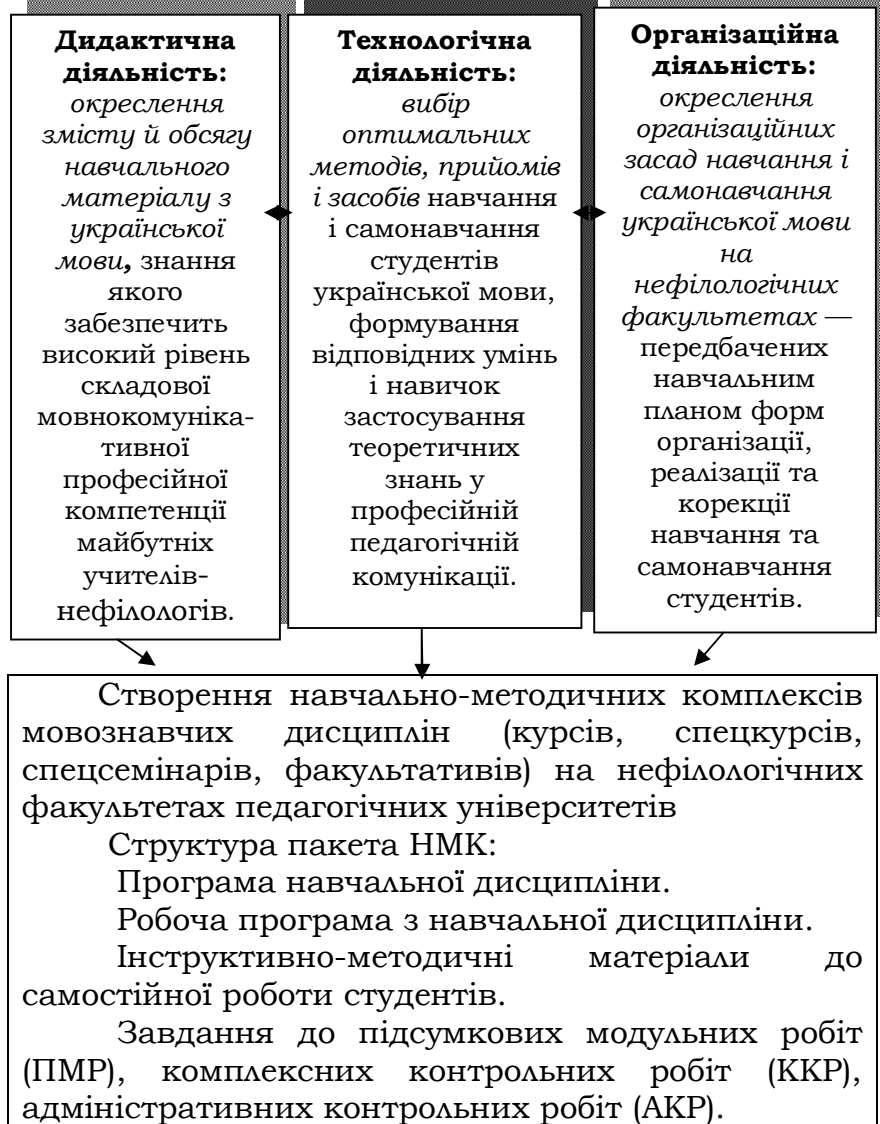 Дидактична
діяльність:
окреслення
змісту й обсягу
навчального
матеріалу з
української
мови, знання
якого
забезпечить
високий рівень
складової
мовнокомуніка-
тивної
професійної
компетенції
майбутніх
учителів-
нефілологів.
Технологічна
діяльність:
вибір
оптимальних
методів, прийомів
і засобів навчання
і самонавчання
студентів
української мови,
формування
відповідних умінь
і навичок
застосування
теоретичних
знань у
професійній
педагогічній
комунікації.
Організаційна
діяльність:
окреслення
організаційних
засад навчання і
самонавчання
української мови
на
нефілологічних
факультетах —
передбачених
навчальним
планом форм
організації,
реалізації та
корекції
навчання та
самонавчання
студентів.
Створення навчально-методичних комплексів
мовознавчих дисциплін (курсів, спецкурсів,
спецсемінарів, факультативів) на нефілологічних
факультетах педагогічних університетів
Структура пакета НМК:
Програма навчальної дисципліни.
Робоча програма з навчальної дисципліни.
Інструктивно-методичні матеріали до
самостійної роботи студентів.
Завдання до підсумкових модульних робіт
(ПМР), комплексних контрольних робіт (ККР),
адміністративних контрольних робіт (АКР).